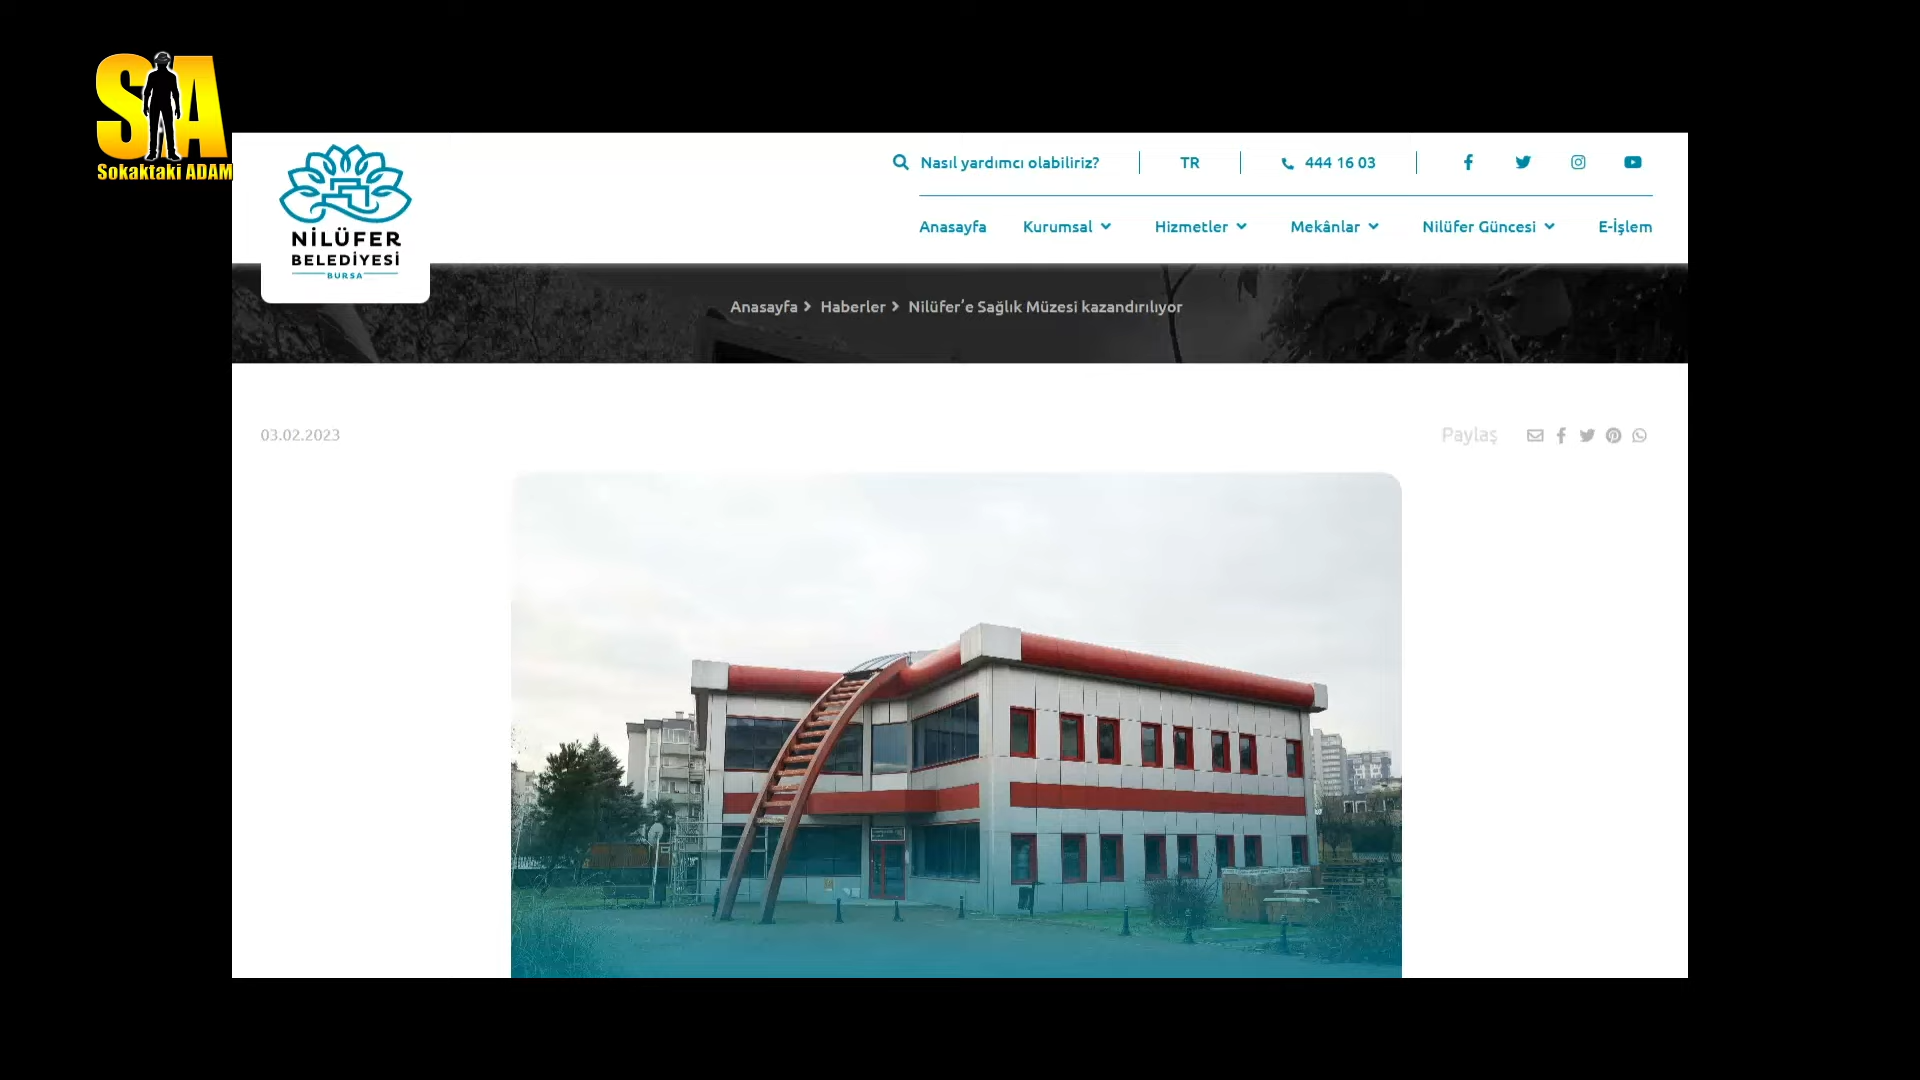 SA
Sokaktaki ADAM
NİLÜFER
BELEDİYESİ
BURSA
Nasıl yardımcı olabiliriz?
TR
444 16 03
Anasayfa Kurumsal Hizmetler Mekânlar Nilüfer Güncesi E-İşlem
Anasayfa Haberler Nilüfer’e Sağlık Müzesi kazandırılıyor
03.02.2023
Paylaş